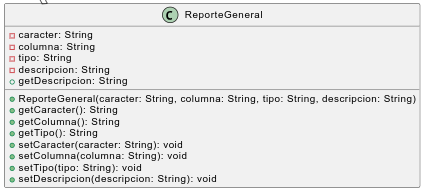 C ReporteGeneral
caracter: String
columna: String
tipo: String
descripcion: String
getDescripcion: String
ReporteGeneral(caracter: String, columna: String, tipo: String, descripcion: String)
getCaracter(): String
getColumna(): String
getTipo(): String
setCaracter(caracter: String): void
setColumna(columna: String): void
setTipo(tipo: String): void
setDescripcion(descripcion: String): void